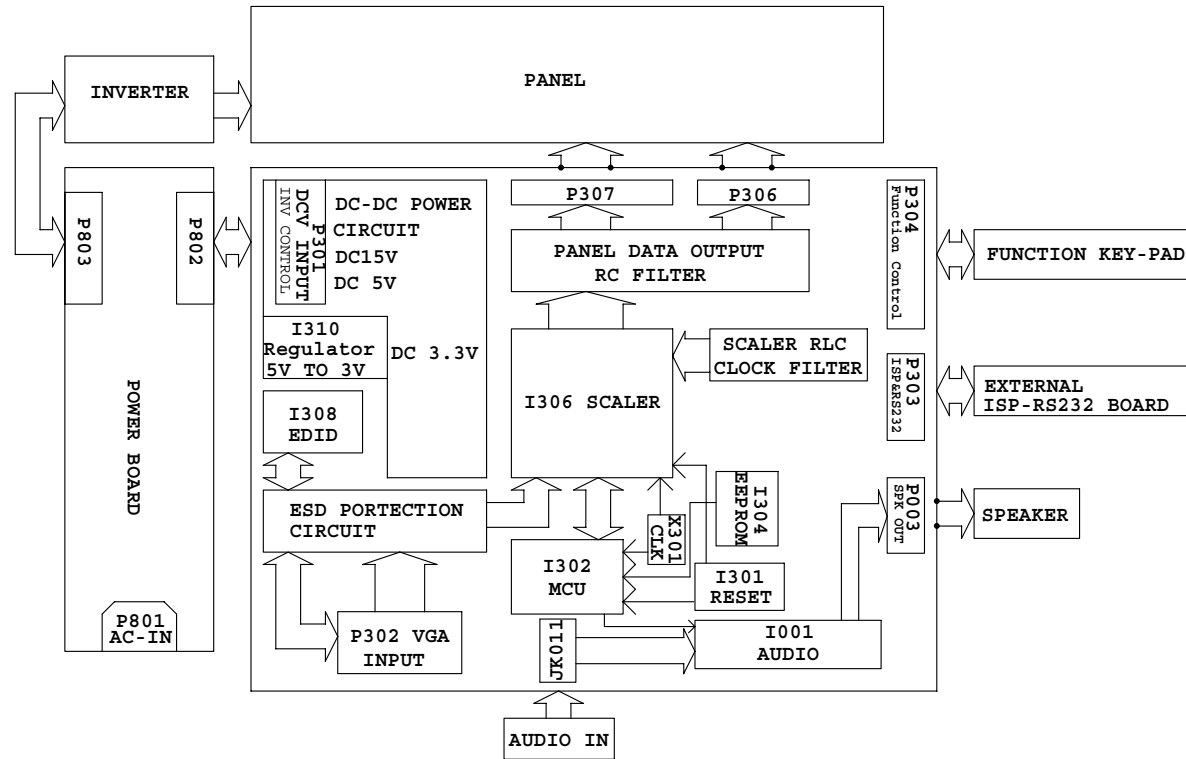 PANEL
INVERTER
P803
P802
POWER BOARD
P801
AC-IN
P301
DCV INPUT
INV CONTROL
DC-DC POWER
CIRCUIT
DC15V
DC 5V
I310
Regulator
5V TO 3V
DC 3.3V
I308
EDID
ESD PORTECTION
CIRCUIT
P302 VGA
INPUT
P307
P306
PANEL DATA OUTPUT
RC FILTER
I306 SCALER
SCALER RLC
CLOCK FILTER
X301
CLK
I304
EEPROM
I302
MCU
I301
RESET
JK011
I001
AUDIO
AUDIO IN
P304
Function Control
FUNCTION KEY-PAD
P303
ISP&RS232
EXTERNAL
ISP-RS232 BOARD
P003
SPK OUT
SPEAKER